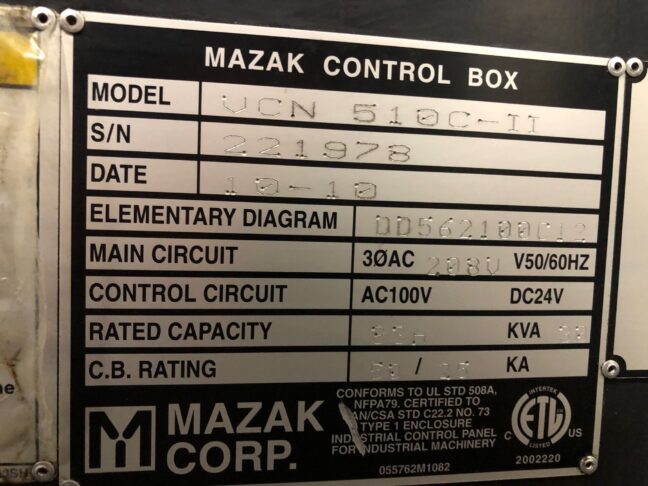 MAZAK CONTROL BOX
MODEL VCN 510C-II
S/N 221978
DATE 10-10
ELEMENTARY DIAGRAM DD562100C12
MAIN CIRCUIT 3ØAC 208V V50/60HZ
CONTROL CIRCUIT AC100V DC24V
RATED CAPACITY KVA
C.B. RATING / KA
MAZAK
CORP.
CONFORMS TO UL STD 508A,
NFPA79. CERTIFIED TO
CAN/CSA STD C22.2 NO. 73
TYPE 1 ENCLOSURE
INDUSTRIAL CONTROL PANEL
FOR INDUSTRIAL MACHINERY
055762M1082
INTERTEK
ETL
C US
LISTED
2002220